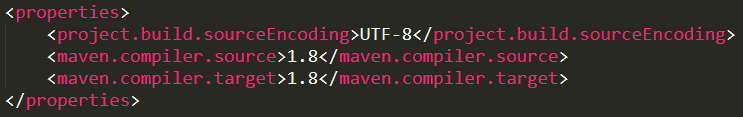 <properties>
    <project.build.sourceEncoding>UTF-8</project.build.sourceEncoding>
    <maven.compiler.source>1.8</maven.compiler.source>
    <maven.compiler.target>1.8</maven.compiler.target>
</properties>